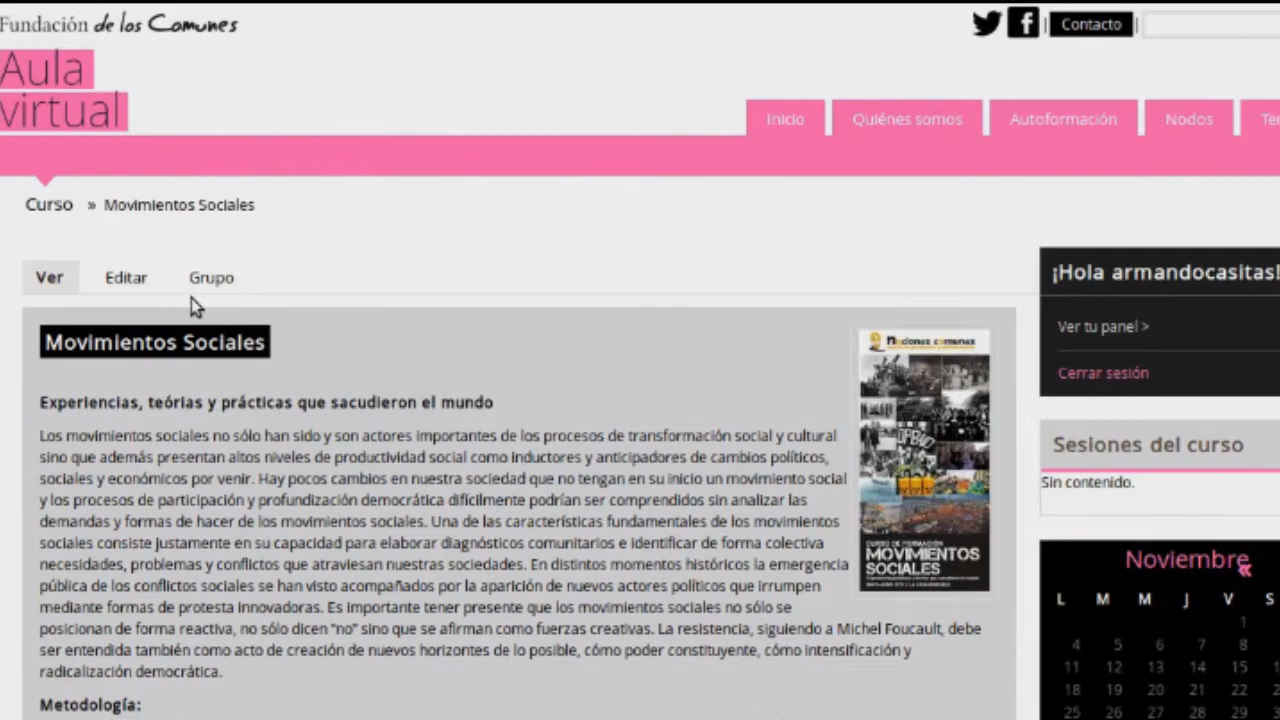 Fundación de los Comunes
Contacto
Aula
virtual
Inicio
Quiénes somos
Autoformación
Nodos
Curso » Movimientos Sociales
Ver
Editar
Grupo
¡Hola armandocasitas!
Ver tu panel >
Cerrar sesión
Movimientos Sociales
Experiencias, teórias y prácticas que sacudieron el mundo
Los movimientos sociales no sólo han sido y son actores importantes de los procesos de transformación social y cultural
sino que además presentan altos niveles de productividad social como inductores y anticipadores de cambios políticos,
sociales y económicos por venir. Hay pocos cambios en nuestra sociedad que no tengan en su inicio un movimiento social
y los procesos de participación y profundización democrática difícilmente podrían ser comprendidos sin analizar las
demandas y formas de hacer de los movimientos sociales. Una de las características fundamentales de los movimientos
sociales consiste justamente en su capacidad para elaborar diagnósticos comunitarios e identificar de forma colectiva
necesidades, problemas y conflictos que atraviesan nuestras sociedades. En distintos momentos históricos la emergencia
pública de los conflictos sociales se han visto acompañados por la aparición de nuevos actores políticos que irrumpen
mediante formas de protesta innovadoras. Es importante tener presente que los movimientos sociales no sólo se
posicionan de forma reactiva, no sólo dicen "no" sino que se afirman como fuerzas creativas. La resistencia, siguiendo a Michel Foucault, debe
ser entendida también como acto de creación de nuevos horizontes de lo posible, cómo poder constituyente, cómo intensificación y
radicalización democrática.
Metodología:
nociones comunes
CURSO DE FORMACIÓN
MOVIMIENTOS
SOCIALES
Sesiones del curso
Sin contenido.
Noviembre
«
L M M J V S
1
4 5 6 7 8
11 12 13 14 15
18 19 20 21 22
25 26 27 28 29